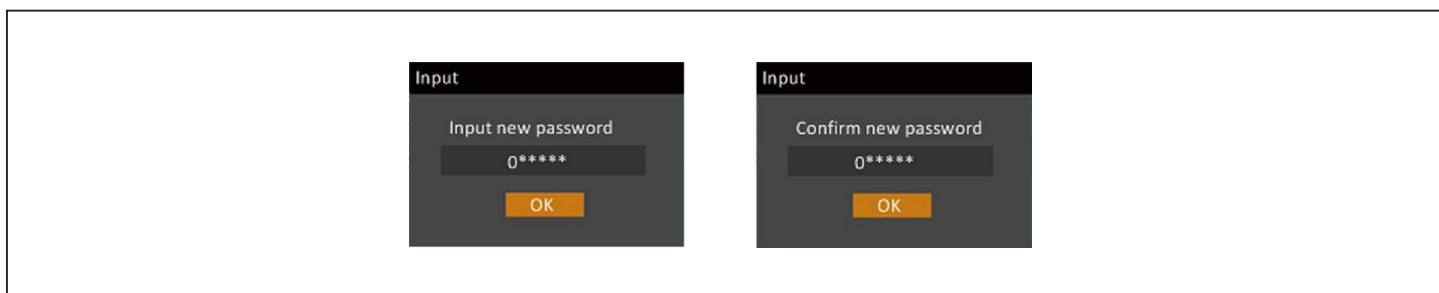 Input
Input new password
0*****
OK
Input
Confirm new password
0*****
OK